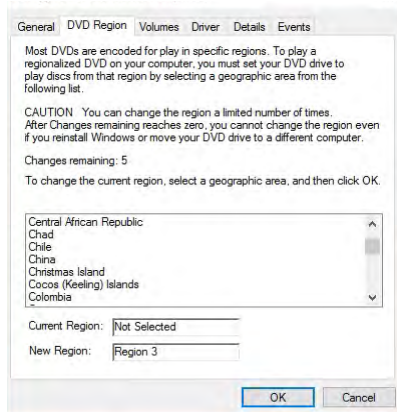 General DVD Region Volumes Driver Details Events
Most DVDs are encoded for play in specific regions. To play a
regionalized DVD on your computer, you must set your DVD drive to
play discs from that region by selecting a geographic area from the
following list.
CAUTION You can change the region a limited number of times.
After Changes remaining reaches zero, you cannot change the region even
if you reinstall Windows or move your DVD drive to a different computer.
Changes remaining: 5
To change the current region, select a geographic area, and then click OK.
Central African Republic
Chad
Chile
China
Christmas Island
Cocos (Keeling) Islands
Colombia
Current Region: Not Selected
New Region: Region 3
OK Cancel